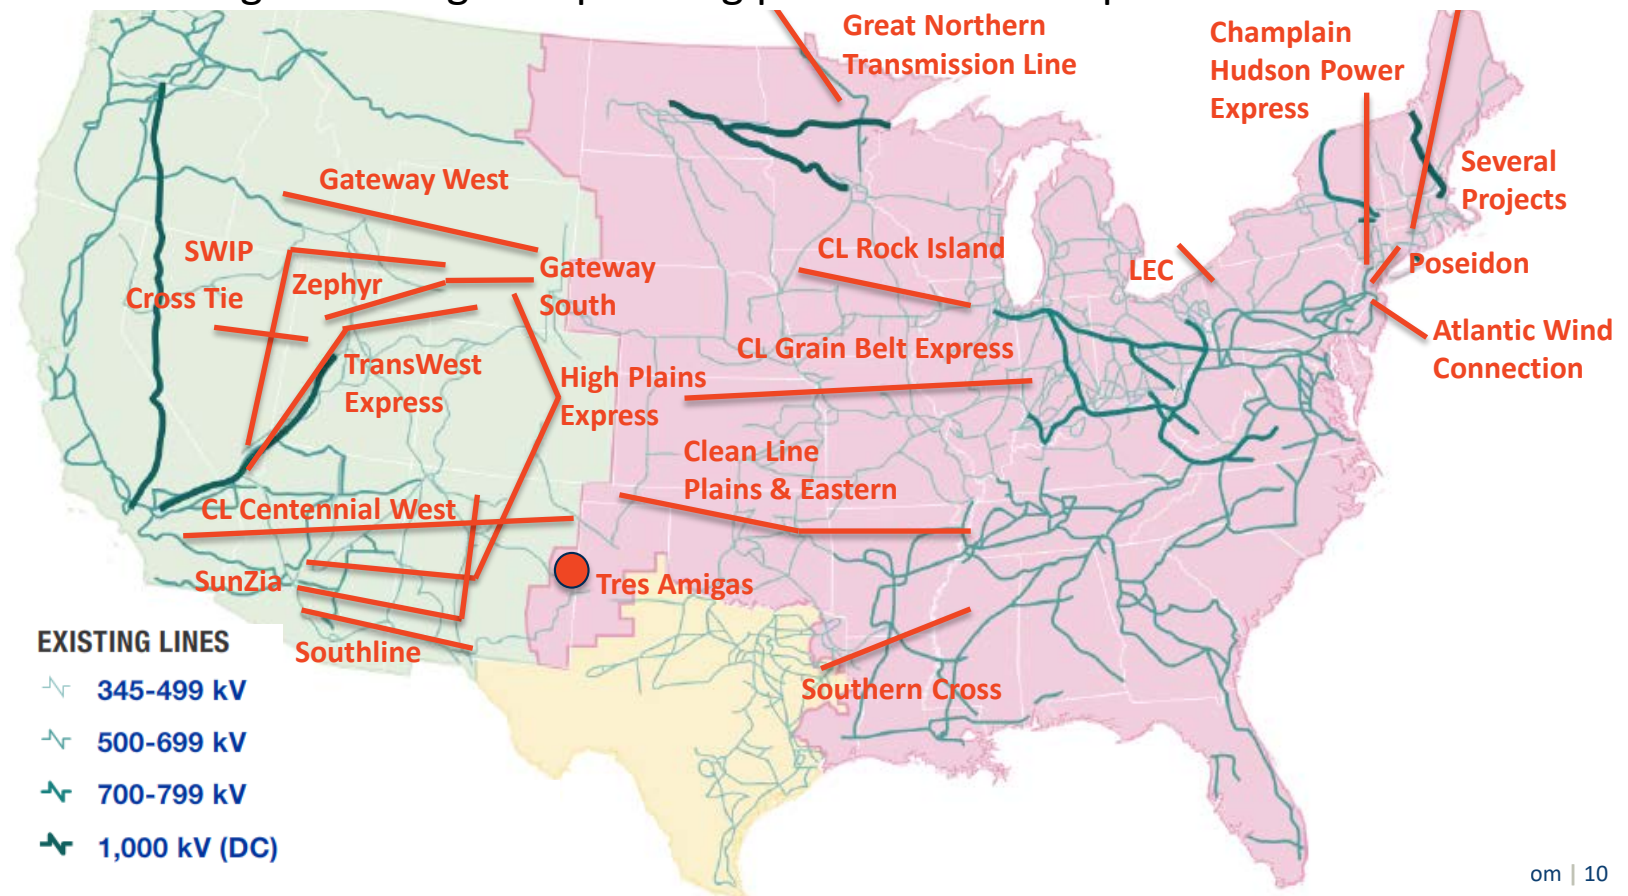 Great Northern
Transmission Line
Champlain
Hudson Power
Express
Several
Projects
Gateway West
SWIP
Zephyr
Cross Tie
Gateway
South
CL Rock Island
LEC
Poseidon
Atlantic Wind
Connection
TransWest
Express
High Plains
Express
CL Grain Belt Express
Clean Line
Plains & Eastern
CL Centennial West
SunZia
Tres Amigas
Southline
Southern Cross
EXISTING LINES
345-499 kV
500-699 kV
700-799 kV
1,000 kV (DC)
om | 10